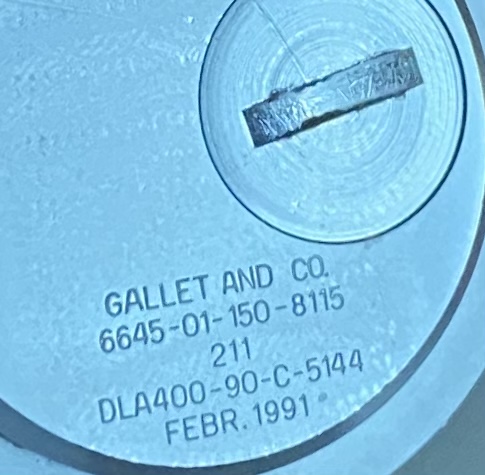 GALLET AND CO.
6645-01-150-8115
211
DLA400-90-C-5144
FEBR. 1991